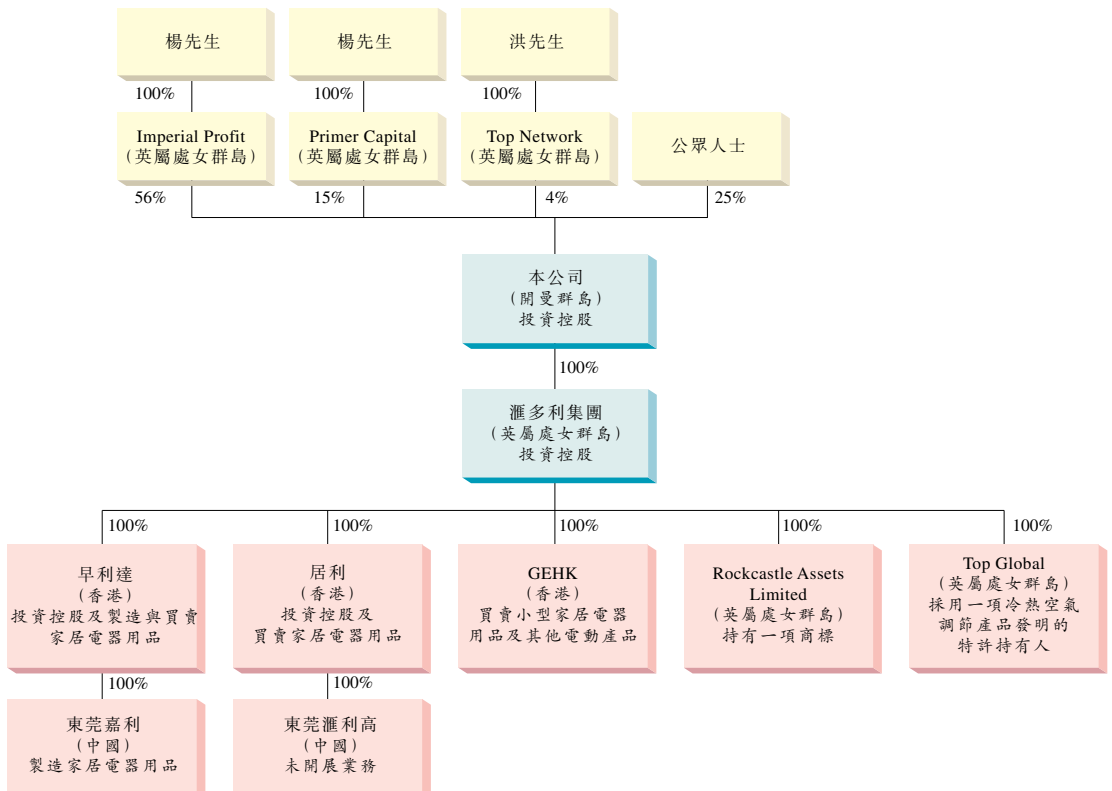 楊先生
楊先生
洪先生
100%
100%
100%
Imperial Profit
(英屬處女群島)
Primer Capital
(英屬處女群島)
Top Network
(英屬處女群島)
公眾人士
56%
15%
4%
25%
本公司
(開曼群島)
投資控股
100%
滙多利集團
(英屬處女群島)
投資控股
100%
100%
100%
100%
100%
早利達
(香港)
投資控股及製造與買賣
家居電器用品
居利
(香港)
投資控股及
買賣家居電器用品
GEHK
(香港)
買賣小型家居電器
用品及其他電動產品
Rockcastle Assets
Limited
(英屬處女群島)
持有一項商標
Top Global
(英屬處女群島)
採用一項冷熱空氣
調節產品發明的
特許持有人
100%
100%
東莞嘉利
(中國)
製造家居電器用品
東莞滙利高
(中國)
未開展業務